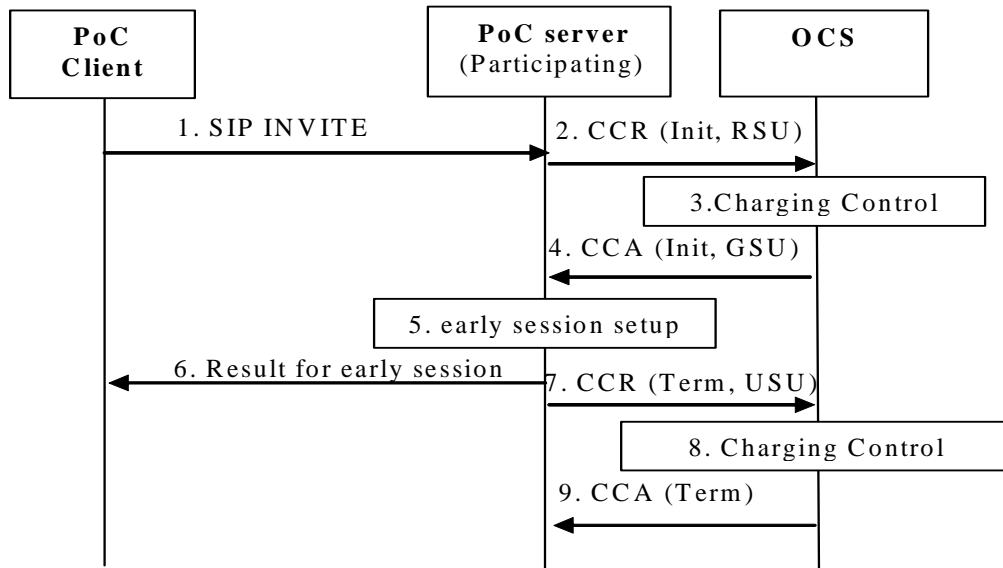 PoC
Client
PoC server
(Participating)
OCS
1. SIP INVITE
2. CCR (Init, RSU)
3.Charging Control
4. CCA (Init, GSU)
5. early session setup
6. Result for early session
7. CCR (Term, USU)
8. Charging Control
9. CCA (Term)